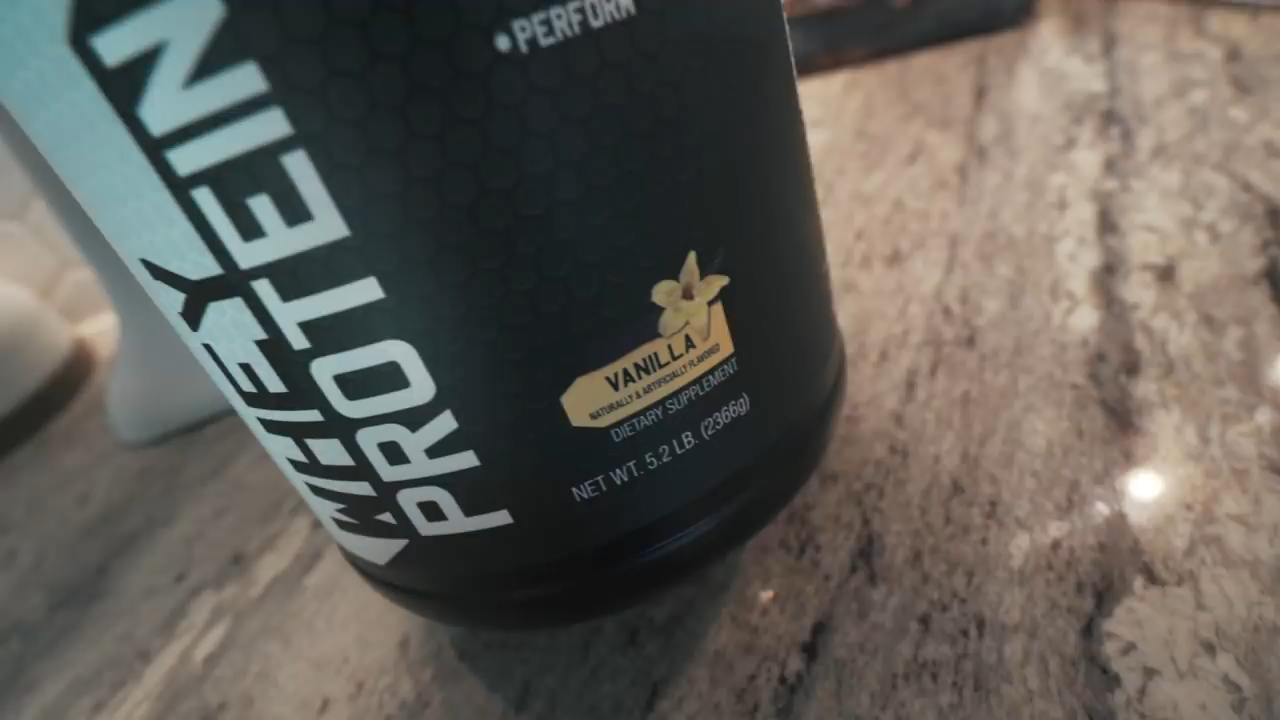 •PERFORM
WHEY
PROTEIN
VANILLA
NATURALLY & ARTIFICIALLY FLAVORED
DIETARY SUPPLEMENT
NET WT. 5.2 LB. (2366g)